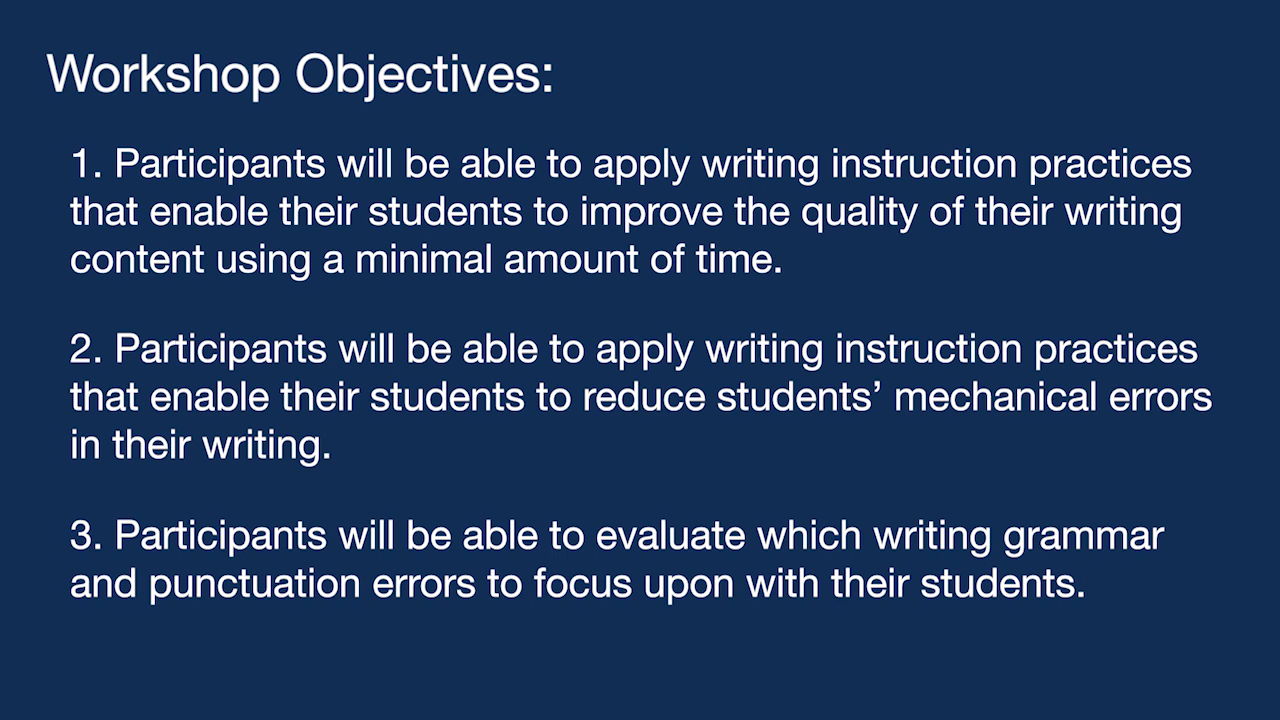 Workshop Objectives:
1. Participants will be able to apply writing instruction practices
that enable their students to improve the quality of their writing
content using a minimal amount of time.
2. Participants will be able to apply writing instruction practices
that enable their students to reduce students’ mechanical errors
in their writing.
3. Participants will be able to evaluate which writing grammar
and punctuation errors to focus upon with their students.